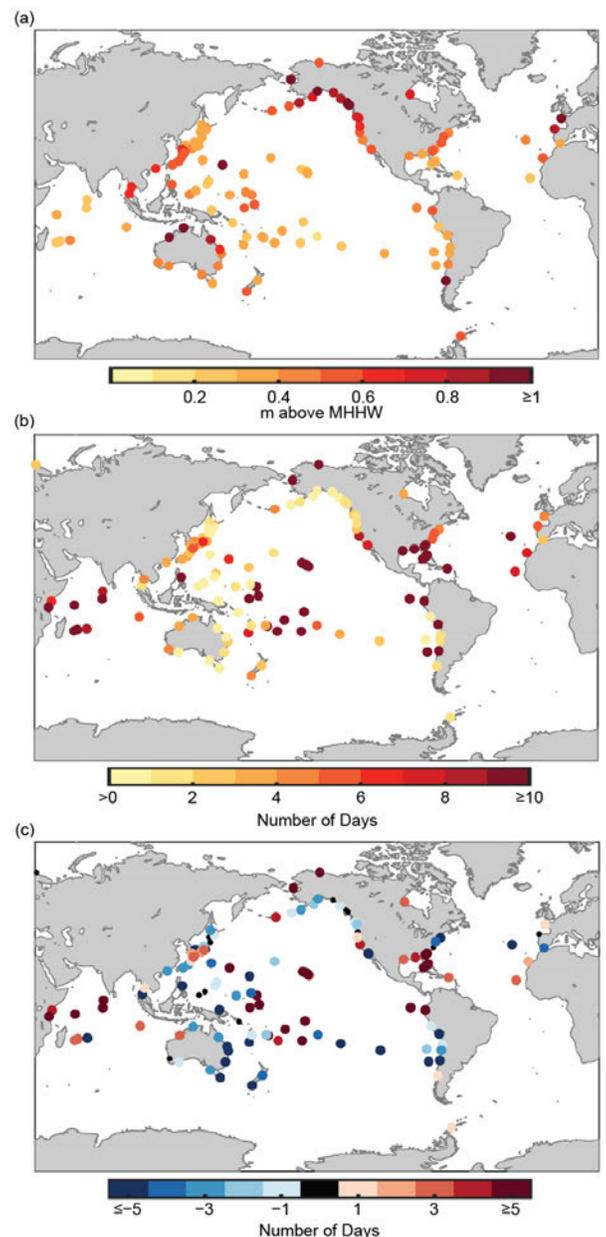 (a)
0.2 0.4 0.6 0.8 ≥1
m above MHHW
(b)
>0 2 4 6 8 ≥10
Number of Days
(c)
≤−5 −3 −1 1 3 ≥5
Number of Days